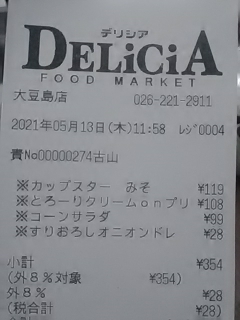 デリシア
DELiCiA
FOOD MARKET
大豆島店 026-221-2911
2021年05月13日(木)11:58 レジ0004
責No00000274古山
※カップスター みそ ¥119
※とろーりクリームonプリ ¥108
※コーンサラダ ¥99
※すりおろしオニオンドレ ¥28
小計 ¥354
(外8%対象 ¥354)
外8% ¥28
(税合計 ¥28)